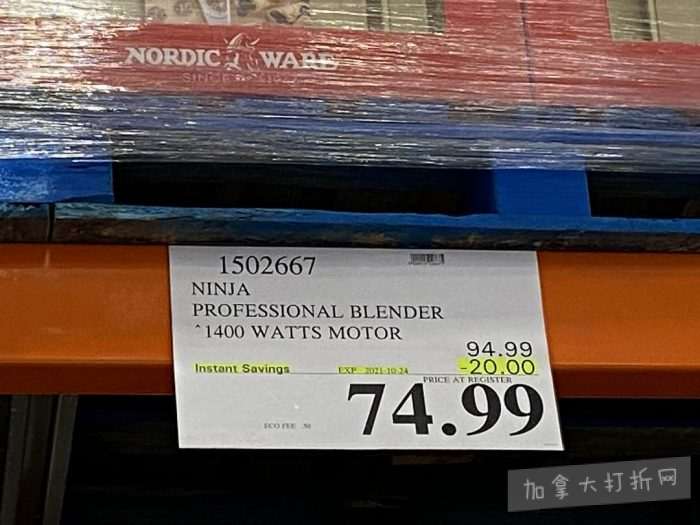 NORDIC WARE
1502667
NINJA
PROFESSIONAL BLENDER
^1400 WATTS MOTOR
94.99
Instant Savings EXP 2021-10-24 -20.00
PRICE AT REGISTER
74.99
ECO FEE .50
加拿大打折网